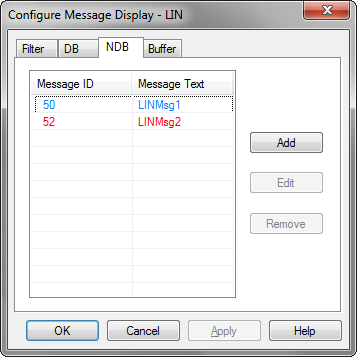 Configure Message Display - LIN
Filter DB NDB Buffer
Message ID Message Text
50 LINMsg1
52 LINMsg2
Add
Edit
Remove
OK Cancel Apply Help